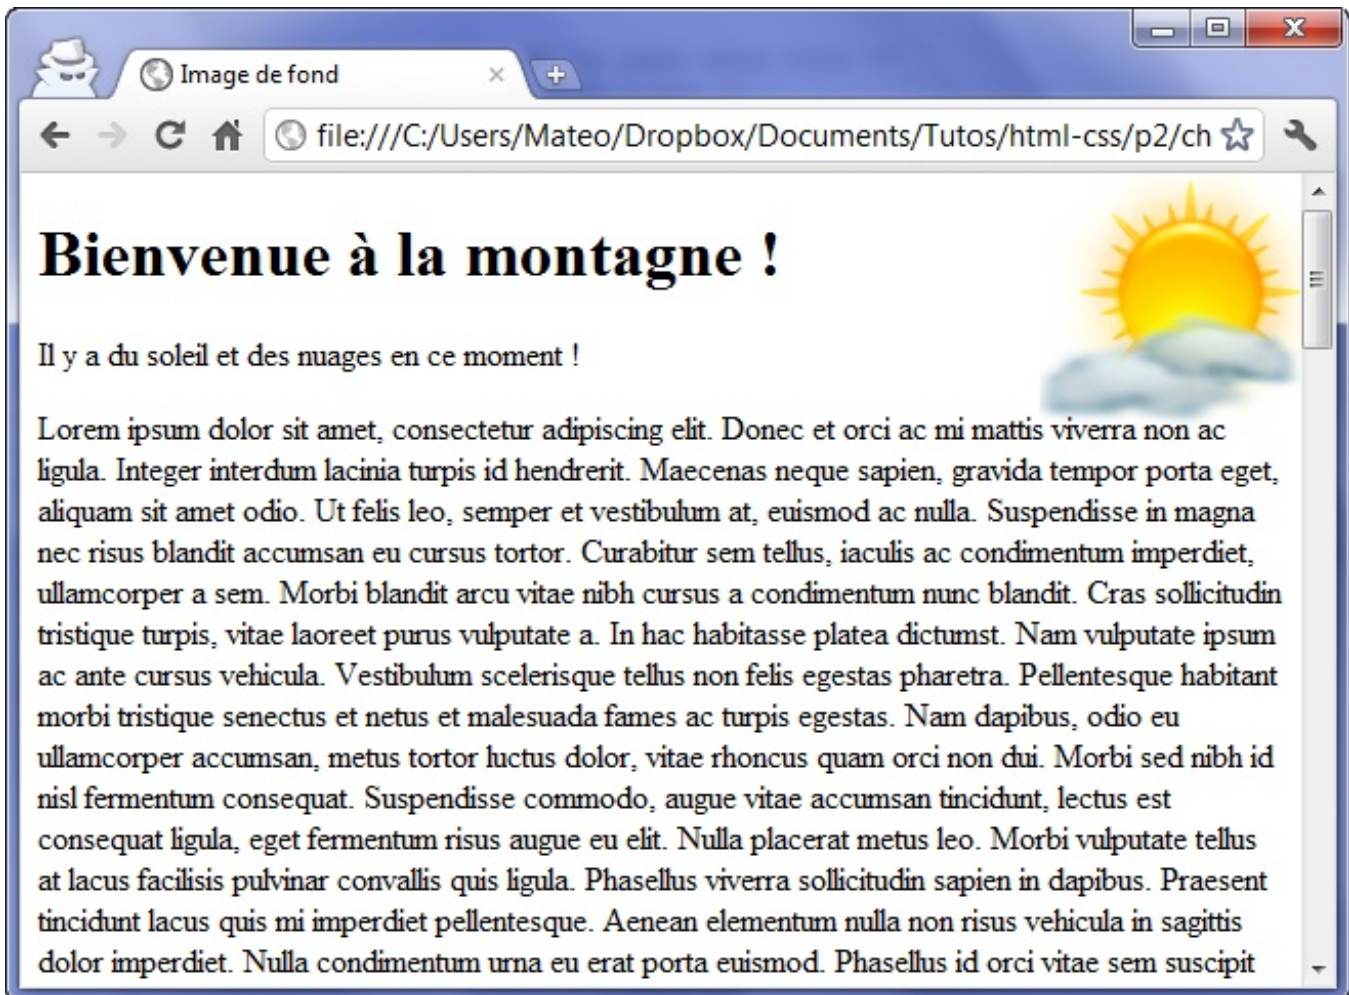 Image de fond
file:///C:/Users/Mateo/Dropbox/Documents/Tutos/html-css/p2/ch
Bienvenue à la montagne !
Il y a du soleil et des nuages en ce moment !
Lorem ipsum dolor sit amet, consectetur adipiscing elit. Donec et orci ac mi mattis viverra non ac
ligula. Integer interdum lacinia turpis id hendrerit. Maecenas neque sapien, gravida tempor porta eget,
aliquam sit amet odio. Ut felis leo, semper et vestibulum at, euismod ac nulla. Suspendisse in magna
nec risus blandit accumsan eu cursus tortor. Curabitur sem tellus, iaculis ac condimentum imperdiet,
ullamcorper a sem. Morbi blandit arcu vitae nibh cursus a condimentum nunc blandit. Cras sollicitudin
tristique turpis, vitae laoreet purus vulputate a. In hac habitasse platea dictumst. Nam vulputate ipsum
ac ante cursus vehicula. Vestibulum scelerisque tellus non felis egestas pharetra. Pellentesque habitant
morbi tristique senectus et netus et malesuada fames ac turpis egestas. Nam dapibus, odio eu
ullamcorper accumsan, metus tortor luctus dolor, vitae rhoncus quam orci non dui. Morbi sed nibh id
nisl fermentum consequat. Suspendisse commodo, augue vitae accumsan tincidunt, lectus est
consequat ligula, eget fermentum risus augue eu elit. Nulla placerat metus leo. Morbi vulputate tellus
at lacus facilisis pulvinar convallis quis ligula. Phasellus viverra sollicitudin sapien in dapibus. Praesent
tincidunt lacus quis mi imperdiet pellentesque. Aenean elementum nulla non risus vehicula in sagittis
dolor imperdiet. Nulla condimentum urna eu erat porta euismod. Phasellus id orci vitae sem suscipit